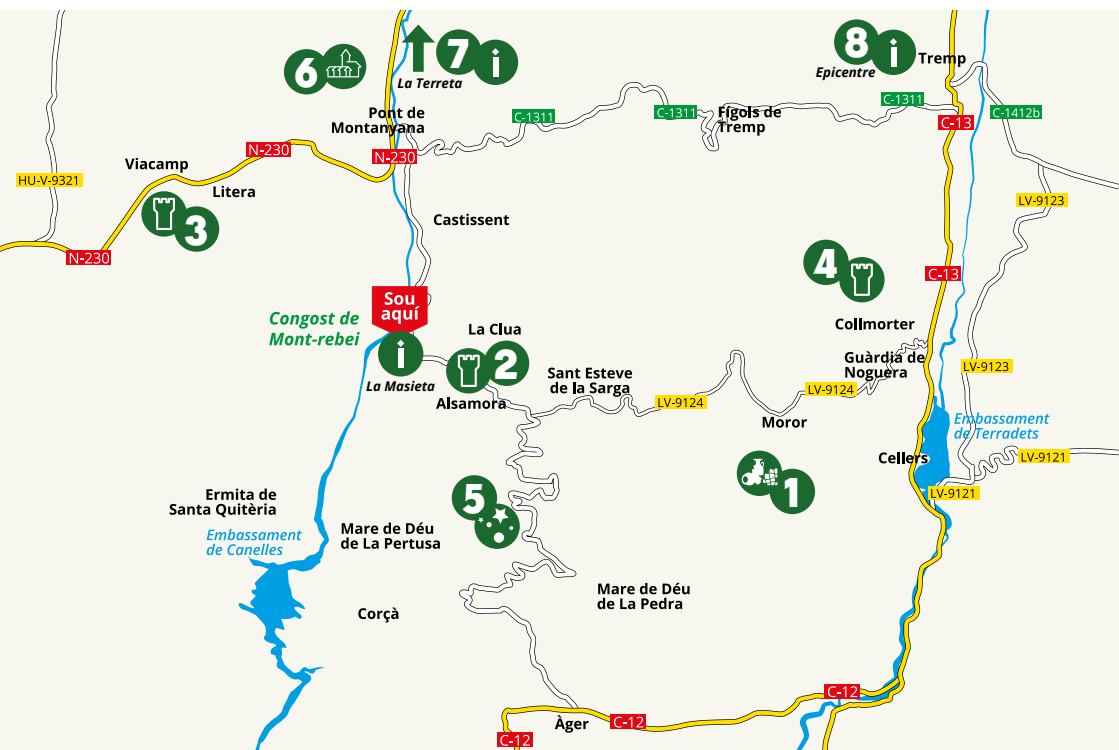 8
i
Epicentre
Tremp
6
7
i
La Terreta
C-1311
C-1311
C-1311
C-1412b
Pont de
Montanyana
Fígols de
Tremp
C-13
N-230
N-230
Viacamp
HU-V-9321
Litera
LV-9123
3
Castissent
N-230
4
C-13
Sou
aquí
Congost de
Mont-rebei
La Clua
Collmorter
i
2
Guàrdia de
Noguera
LV-9123
La Masieta
Sant Esteve
de la Sarga
LV-9124
Alsamora
LV-9124
Moror
Embassament
de Terradets
Cellers
LV-9121
5
1
LV-9121
Ermita de
Santa Quitèria
Embassament
de Canelles
Mare de Déu
de La Pertusa
Mare de Déu
de La Pedra
Corçà
C-12
Àger
C-12
C-12